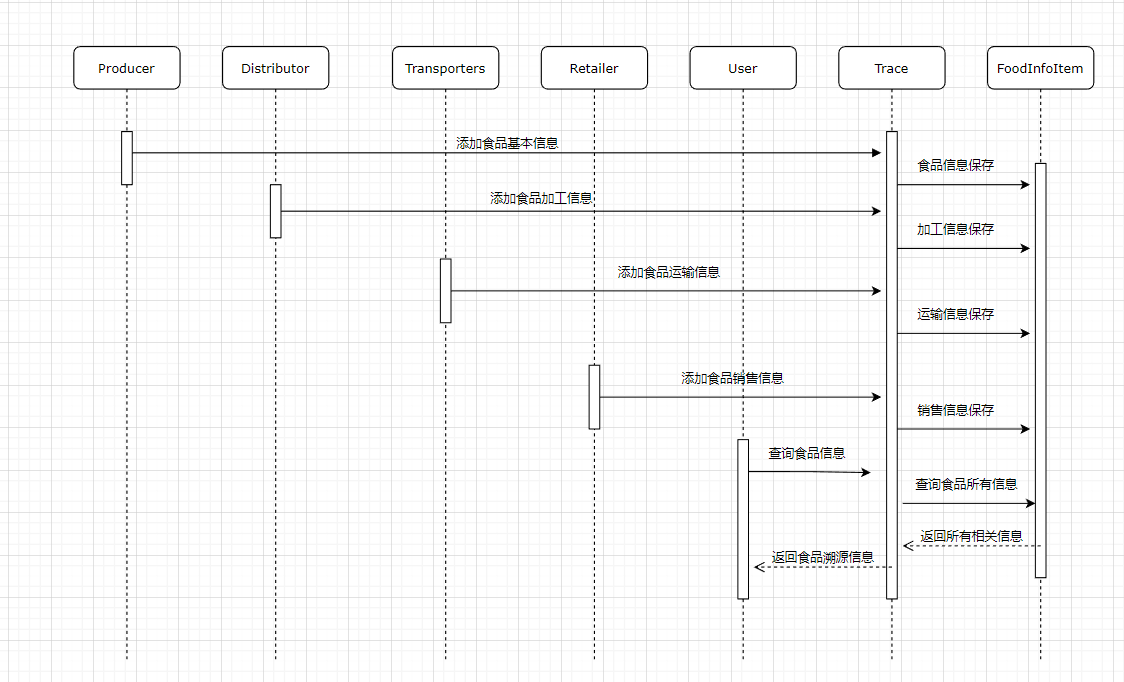 Producer
Distributor
Transporters
Retailer
User
Trace
FoodInfoItem
添加食品基本信息
食品信息保存
添加食品加工信息
加工信息保存
添加食品运输信息
运输信息保存
添加食品销售信息
销售信息保存
查询食品信息
查询食品所有信息
返回所有相关信息
返回食品溯源信息